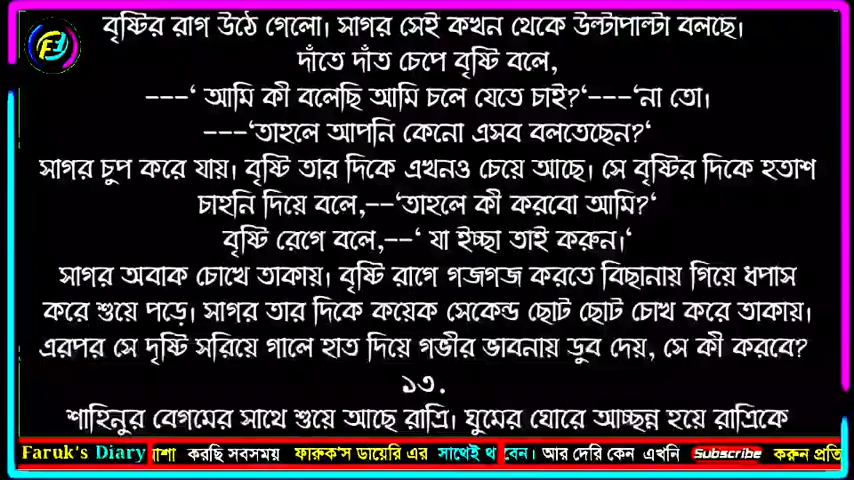 বৃষ্টির রাগ উঠে গেলো। সাগর সেই কখন থেকে উল্টাপাল্টা বলছে।
দাঁতে দাঁত চেপে বৃষ্টি বলে,
---‘ আমি কী বলেছি আমি চলে যেতে চাই?‘---‘না তো।
---‘তাহলে আপনি কেনো এসব বলতেছেন?‘
সাগর চুপ করে যায়। বৃষ্টি তার দিকে এখনও চেয়ে আছে। সে বৃষ্টির দিকে হতাশ
চাহনি দিয়ে বলে,--‘তাহলে কী করবো আমি?‘
বৃষ্টি রেগে বলে,--‘ যা ইচ্ছা তাই করুন।‘
সাগর অবাক চোখে তাকায়। বৃষ্টি রাগে গজগজ করতে বিছানায় গিয়ে ধপাস
করে শুয়ে পড়ে। সাগর তার দিকে কয়েক সেকেন্ড ছোট ছোট চোখ করে তাকায়।
এরপর সে দৃষ্টি সরিয়ে গালে হাত দিয়ে গভীর ভাবনায় ডুব দেয়, সে কী করবে?
১৩.
শাহিনুর বেগমের সাথে শুয়ে আছে রাত্রি। ঘুমের ঘোরে আচ্ছন্ন হয়ে রাত্রিকে
Faruk's Diary াশা করছি সবসময় ফারুক'স ডায়েরি এর সাথেই থ বেন। আর দেরি কেন এখনি Subscribe করুন প্রতি